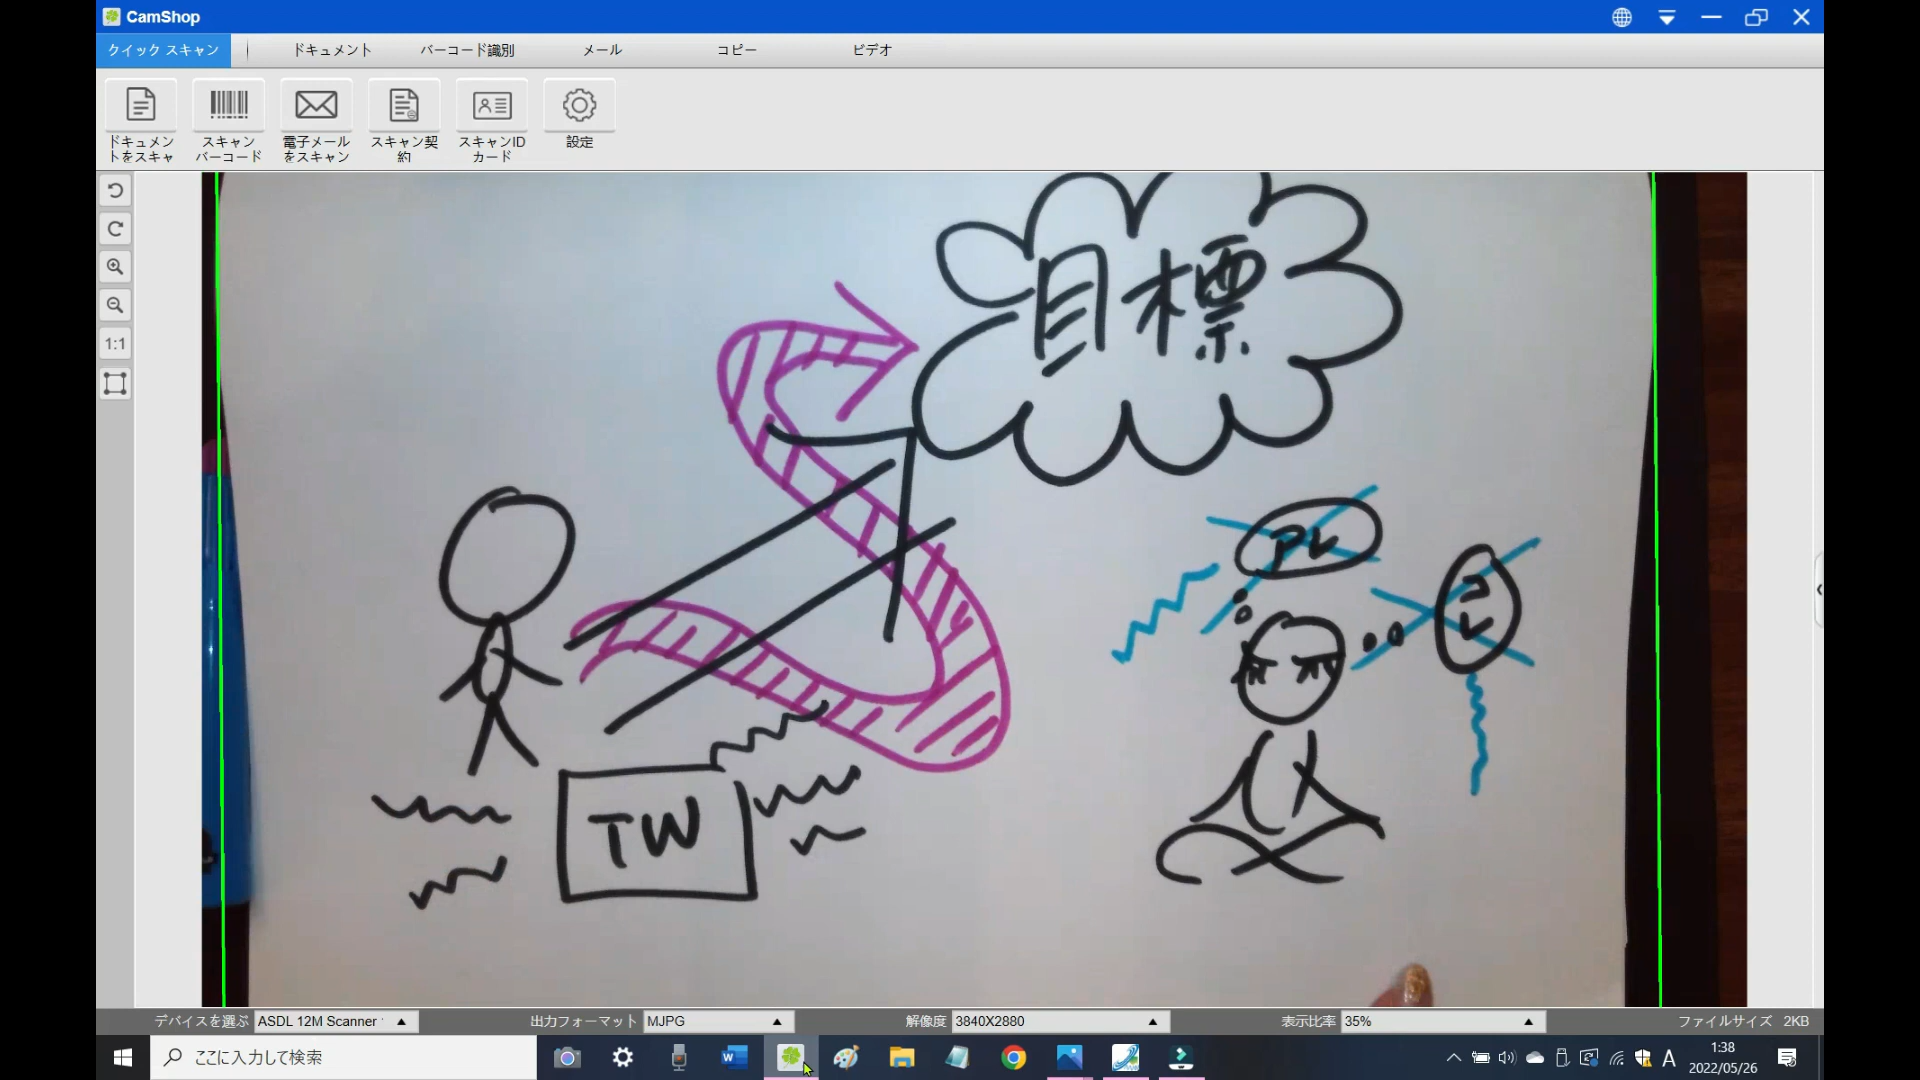 CamShop
クイック スキャン
ドキュメント
バーコード識別
メール
コピー
ビデオ
ドキュメン
トをスキャ
スキャン
バーコード
電子メール
をスキャン
スキャン契
約
スキャンID
カード
設定
1:1
目標
PL
TW
デバイスを選ぶ ASDL 12M Scanner 出力フォーマット MJPG 解像度 3840X2880 表示比率 35% ファイルサイズ 2KB
ここに入力して検索
A
1:38
2022/05/26